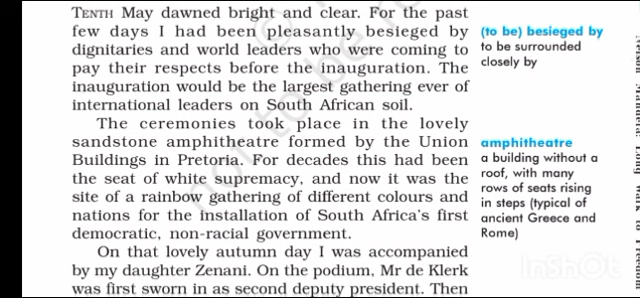 TENTH May dawned bright and clear. For the past
few days I had been pleasantly besieged by
dignitaries and world leaders who were coming to
pay their respects before the inauguration. The
inauguration would be the largest gathering ever of
international leaders on South African soil.
The ceremonies took place in the lovely
sandstone amphitheatre formed by the Union
Buildings in Pretoria. For decades this had been
the seat of white supremacy, and now it was the
site of a rainbow gathering of different colours and
nations for the installation of South Africa's first
democratic, non-racial government.
On that lovely autumn day I was accompanied
by my daughter Zenani. On the podium, Mr de Klerk
was first sworn in as second deputy president. Then
(to be) besieged by
to be surrounded
closely by
amphitheatre
a building without a
roof, with many
rows of seats rising
in steps (typical of
ancient Greece and
Rome)
not to be re
InShOt